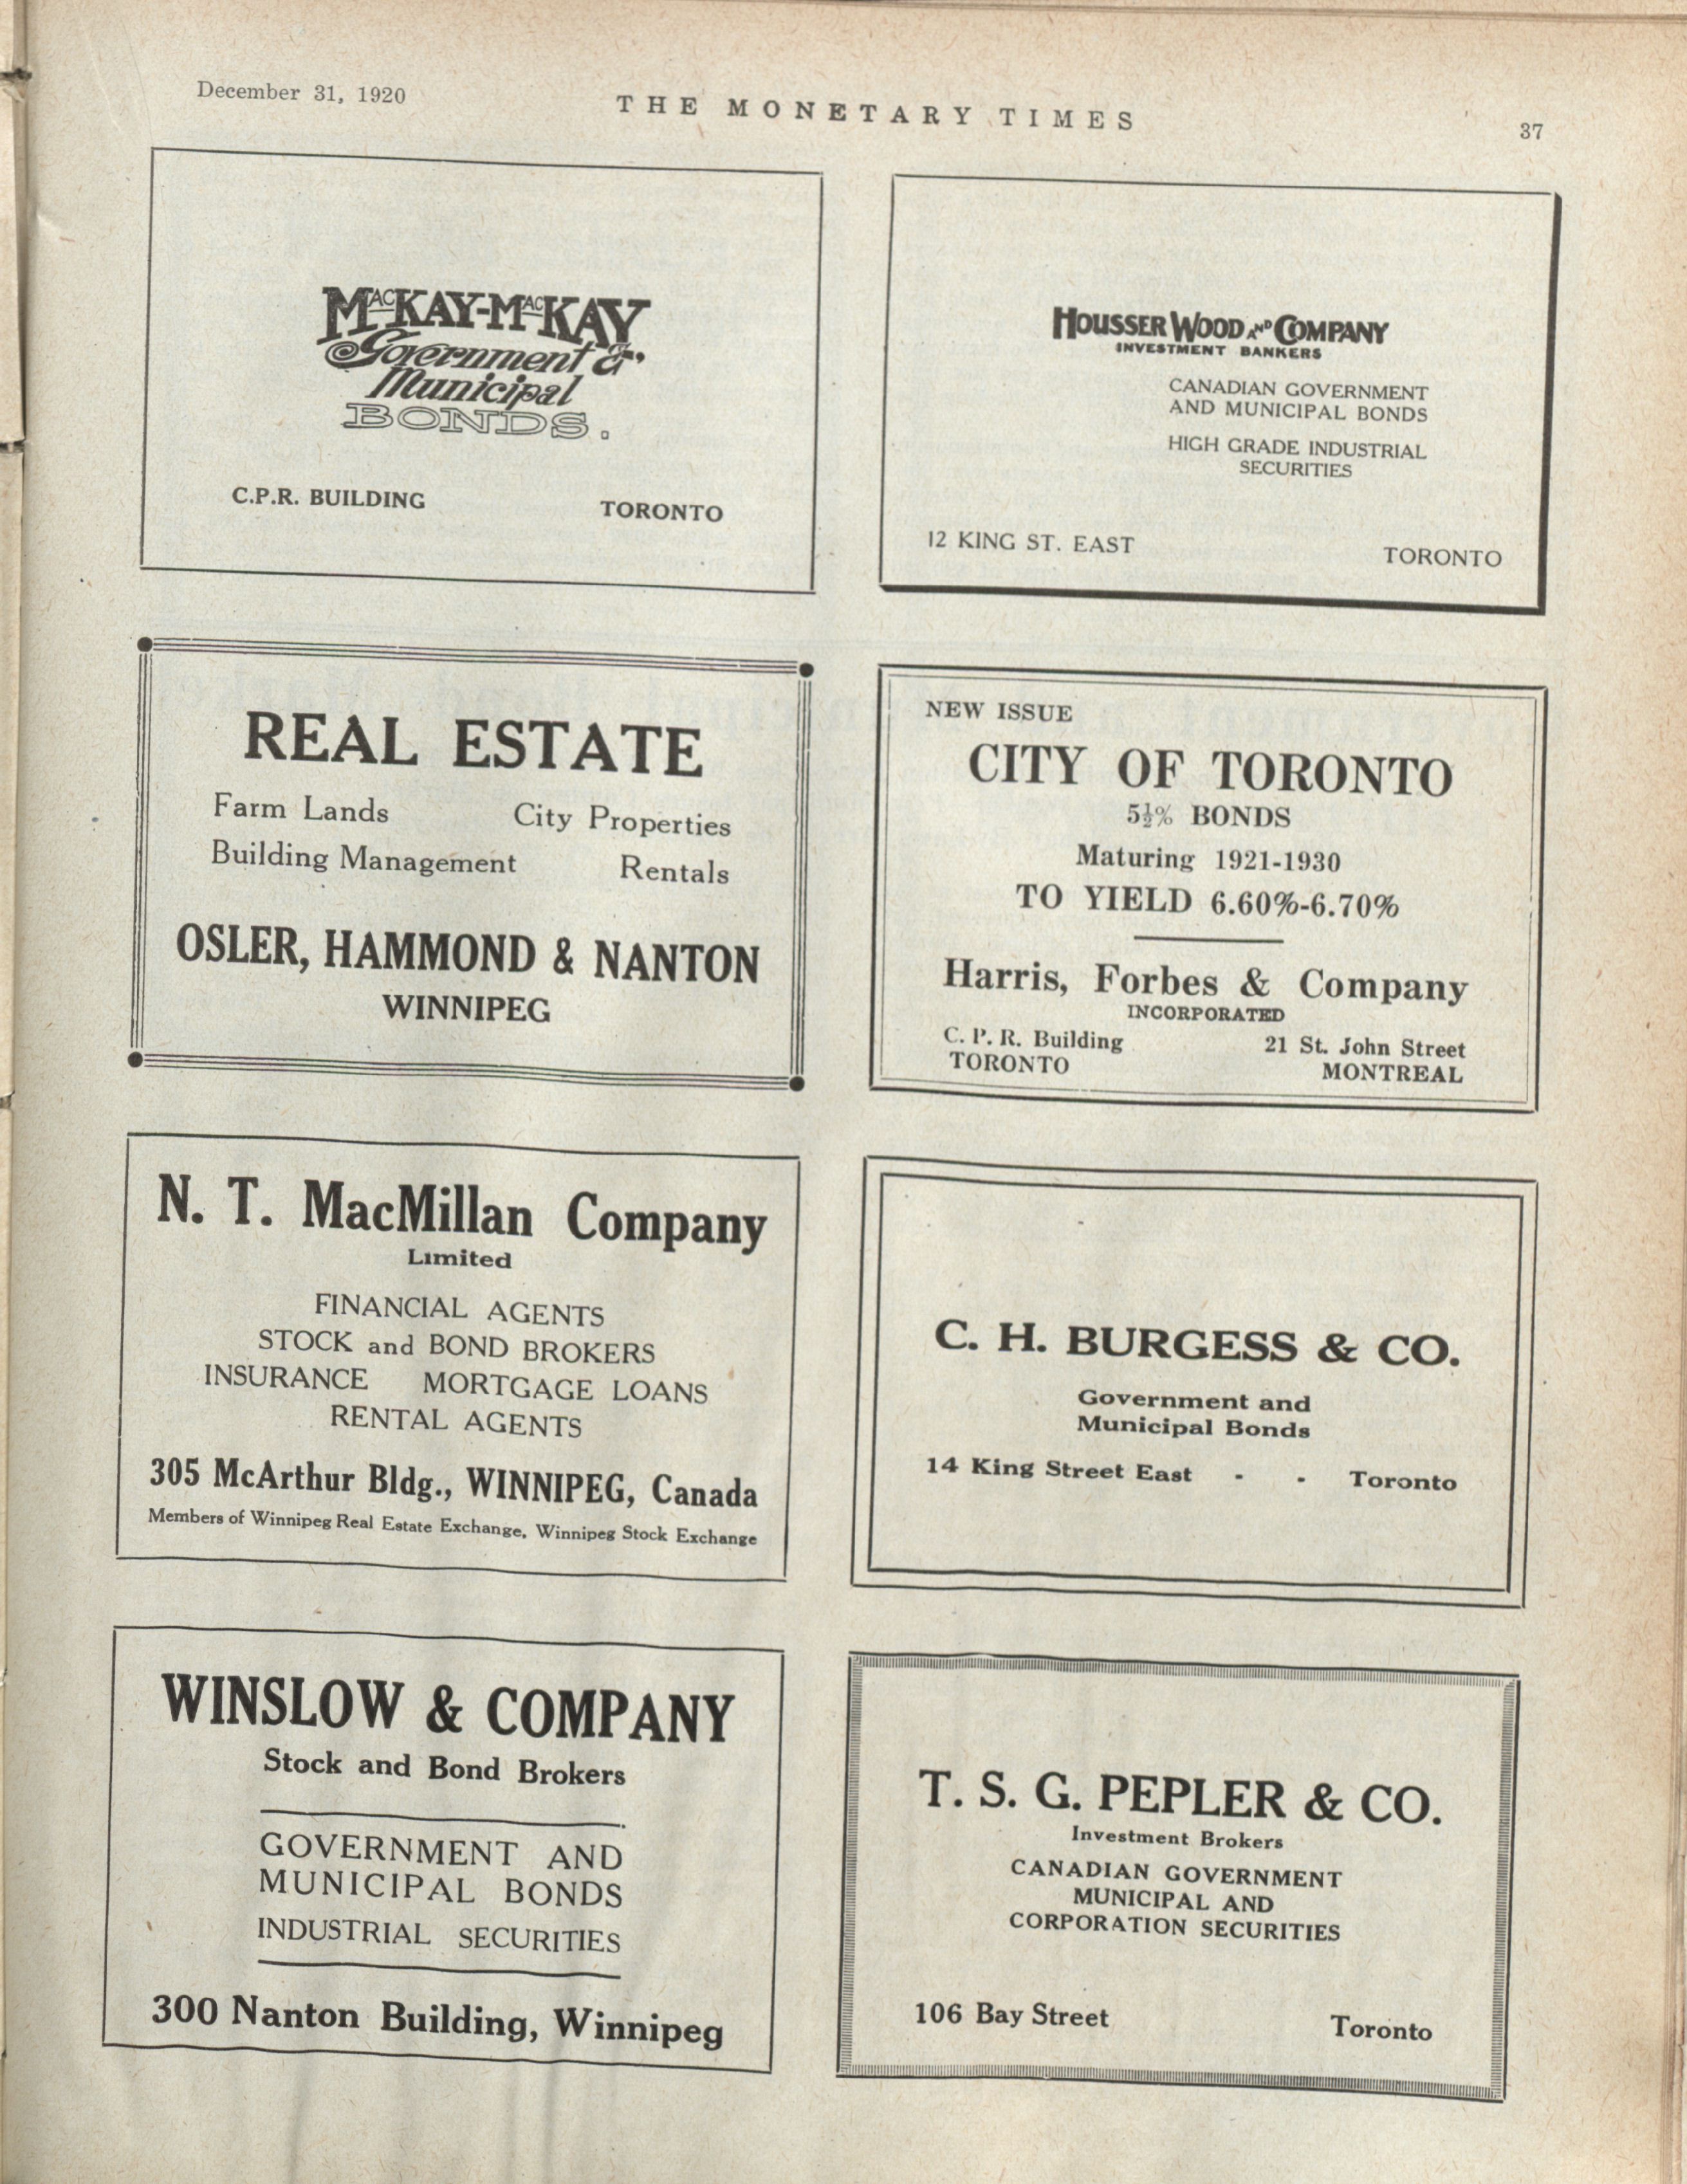 December 31, 1920
THE MONETARY TIMES
37
MacKAY-MacKAY
Government &
Municipal
BONDS.
C.P.R. BUILDING TORONTO
HOUSSER WOOD AND COMPANY
INVESTMENT BANKERS
CANADIAN GOVERNMENT
AND MUNICIPAL BONDS
HIGH GRADE INDUSTRIAL
SECURITIES
12 KING ST. EAST TORONTO
REAL ESTATE
Farm Lands City Properties
Building Management Rentals
OSLER, HAMMOND & NANTON
WINNIPEG
NEW ISSUE
CITY OF TORONTO
5½% BONDS
Maturing 1921-1930
TO YIELD 6.60%-6.70%
Harris, Forbes & Company
INCORPORATED
C. P. R. Building 21 St. John Street
TORONTO MONTREAL
N. T. MacMillan Company
Limited
FINANCIAL AGENTS
STOCK and BOND BROKERS
INSURANCE MORTGAGE LOANS
RENTAL AGENTS
305 McArthur Bldg., WINNIPEG, Canada
Members of Winnipeg Real Estate Exchange, Winnipeg Stock Exchange
C. H. BURGESS & CO.
Government and
Municipal Bonds
14 King Street East - - Toronto
WINSLOW & COMPANY
Stock and Bond Brokers
GOVERNMENT AND
MUNICIPAL BONDS
INDUSTRIAL SECURITIES
300 Nanton Building, Winnipeg
T. S. G. PEPLER & CO.
Investment Brokers
CANADIAN GOVERNMENT
MUNICIPAL AND
CORPORATION SECURITIES
106 Bay Street Toronto